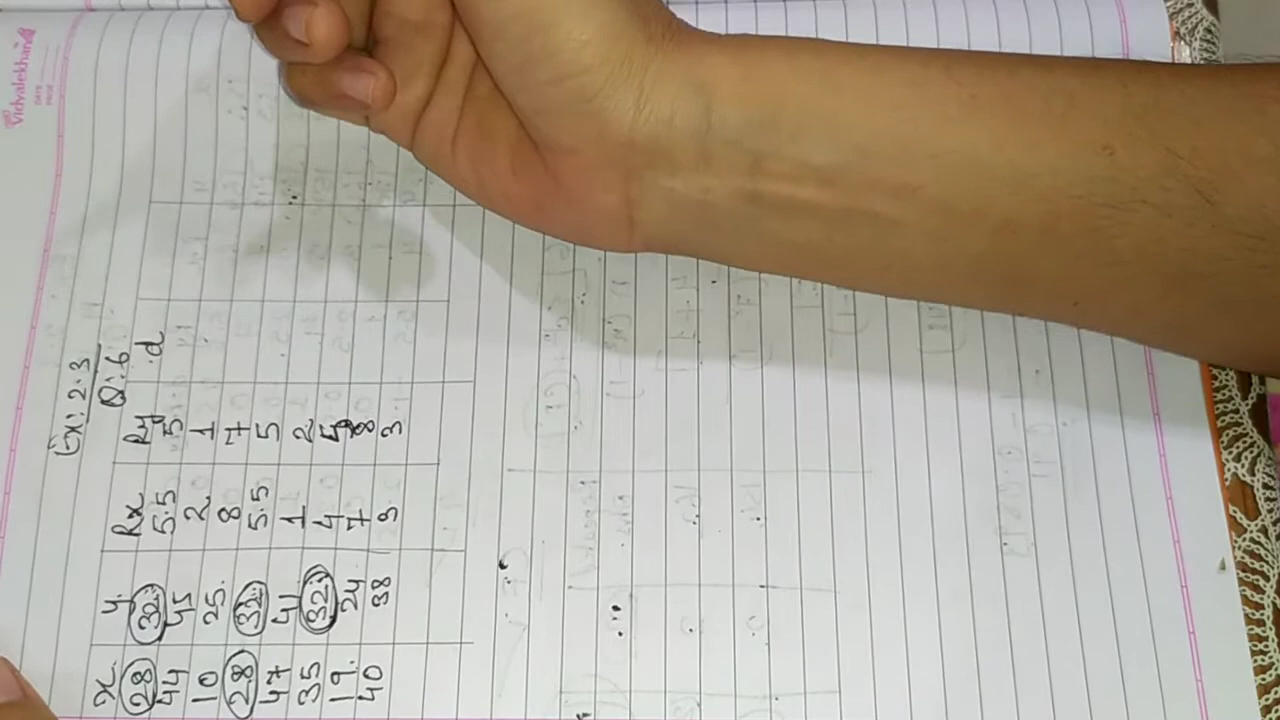 Vidyalekhan
DATE
PAGE
Ex: 2.3
Q.6
x y Rx Ry d
28 32 5.5 5
44 45 2 1
10 25 8 7
28 32 5.5 5
47 41 1 2
35 32 4 5
19 24 7 8
40 38 3 3